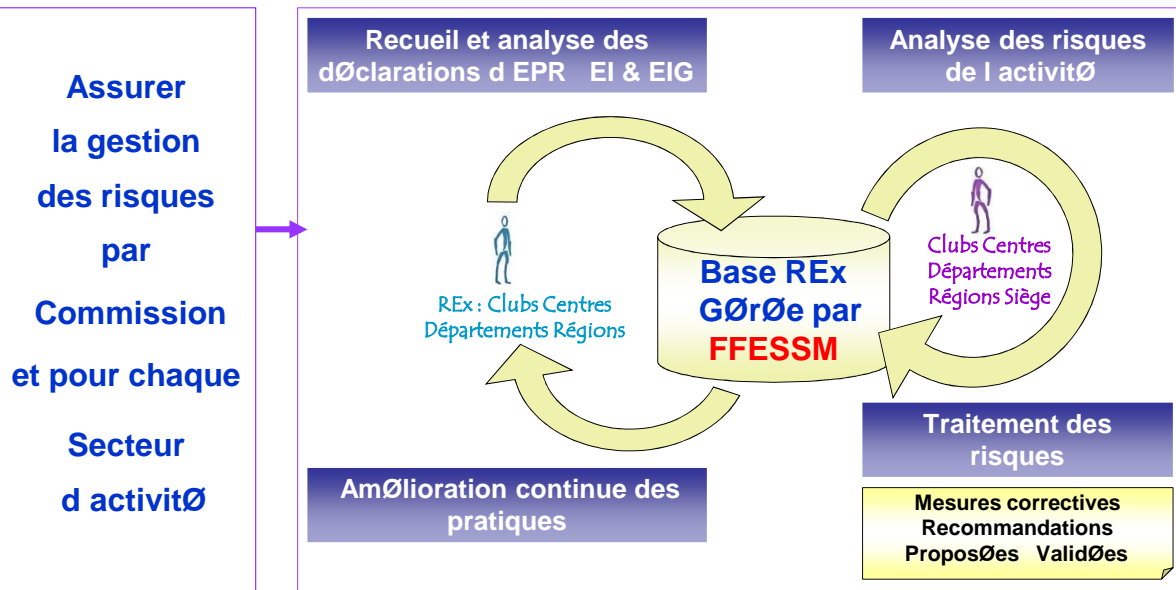 Assurer
la gestion
des risques
par
Commission
et pour chaque
Secteur
d activitØ
Recueil et analyse des
dØclarations d EPR EI & EIG
Analyse des risques
de l activitØ
REx : Clubs Centres
Départements Régions
Base REx
GØrØe par
FFESSM
Clubs Centres
Départements
Régions Siège
AmØlioration continue des
pratiques
Traitement des
risques
Mesures correctives
Recommandations
ProposØes ValidØes